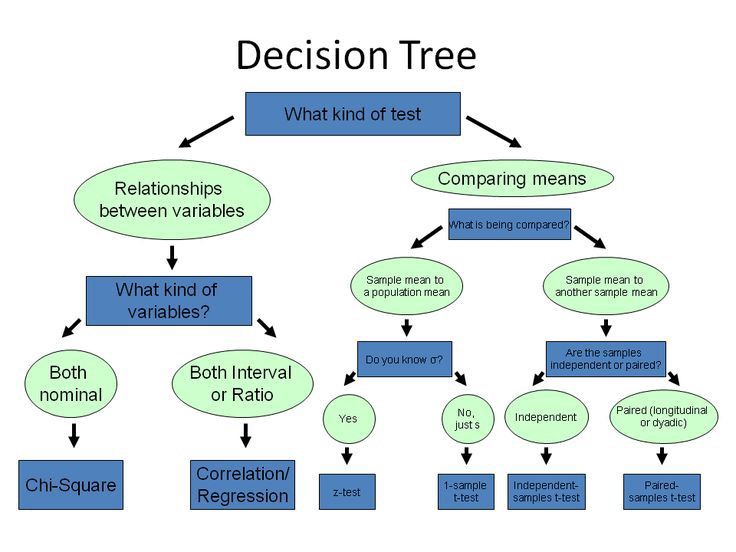 Decision Tree
What kind of test
Relationships
between variables
Comparing means
What is being compared?
What kind of
variables?
Sample mean to
a population mean
Sample mean to
another sample mean
Both
nominal
Both Interval
or Ratio
Do you know σ?
Are the samples
independent or paired?
Yes
No,
just s
Independent
Paired (longitudinal
or dyadic)
Chi-Square
Correlation/
Regression
z-test
1-sample
t-test
Independent-
samples t-test
Paired-
samples t-test